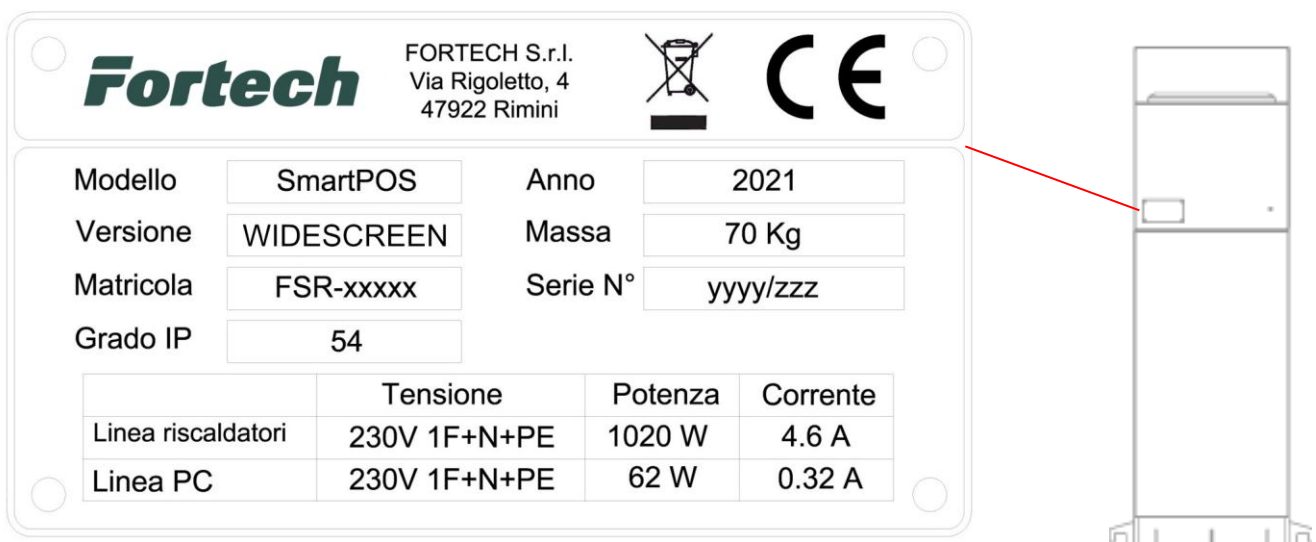 Fortech
FORTECH S.r.l.
Via Rigoletto, 4
47922 Rimini
CE
Modello SmartPOS Anno 2021
Versione WIDESCREEN Massa 70 Kg
Matricola FSR-xxxxx Serie N° yyyy/zzz
Grado IP 54
Tensione Potenza Corrente
Linea riscaldatori 230V 1F+N+PE 1020 W 4.6 A
Linea PC 230V 1F+N+PE 62 W 0.32 A